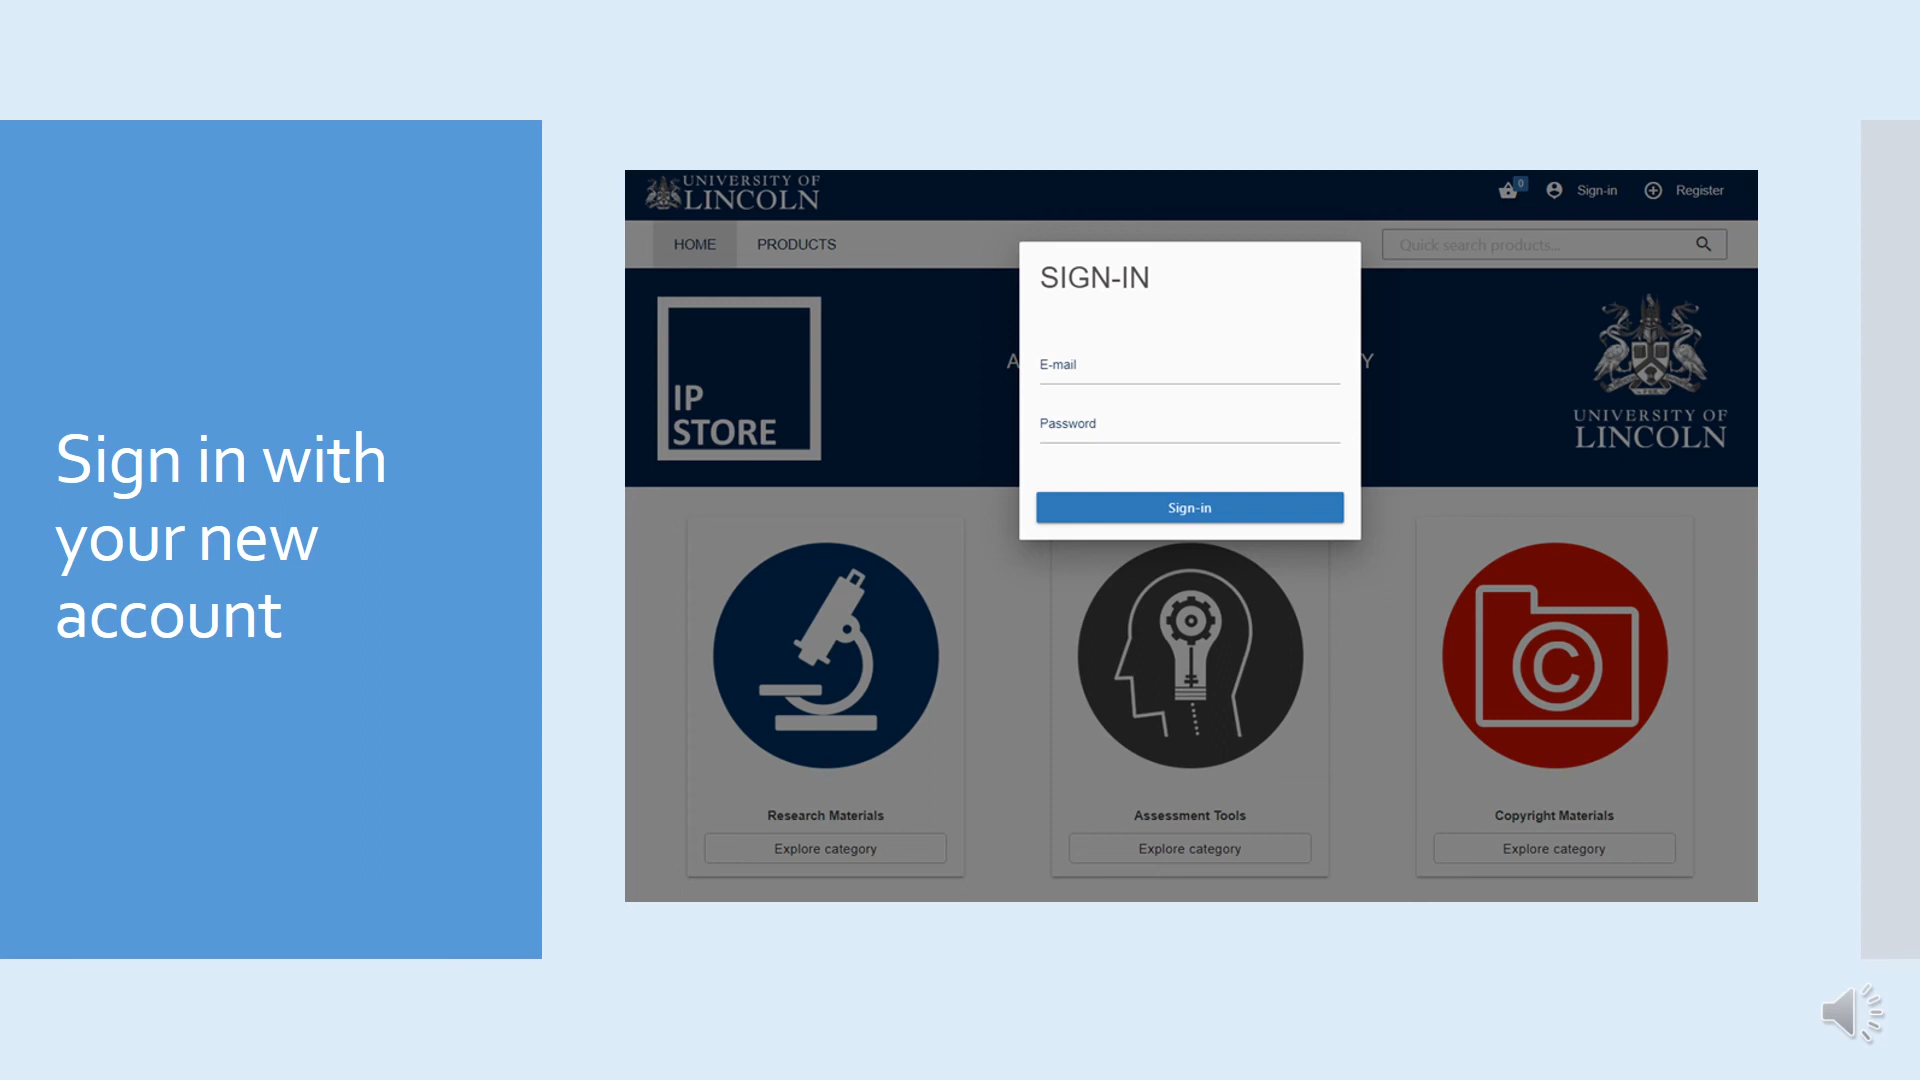 Sign in with
your new
account
UNIVERSITY OF
LINCOLN
0
Sign-in
Register
HOME
PRODUCTS
Quick search products...
IP
STORE
A
Y
UNIVERSITY OF
LINCOLN
SIGN-IN
E-mail
Password
Sign-in
Research Materials
Explore category
Assessment Tools
Explore category
C
Copyright Materials
Explore category